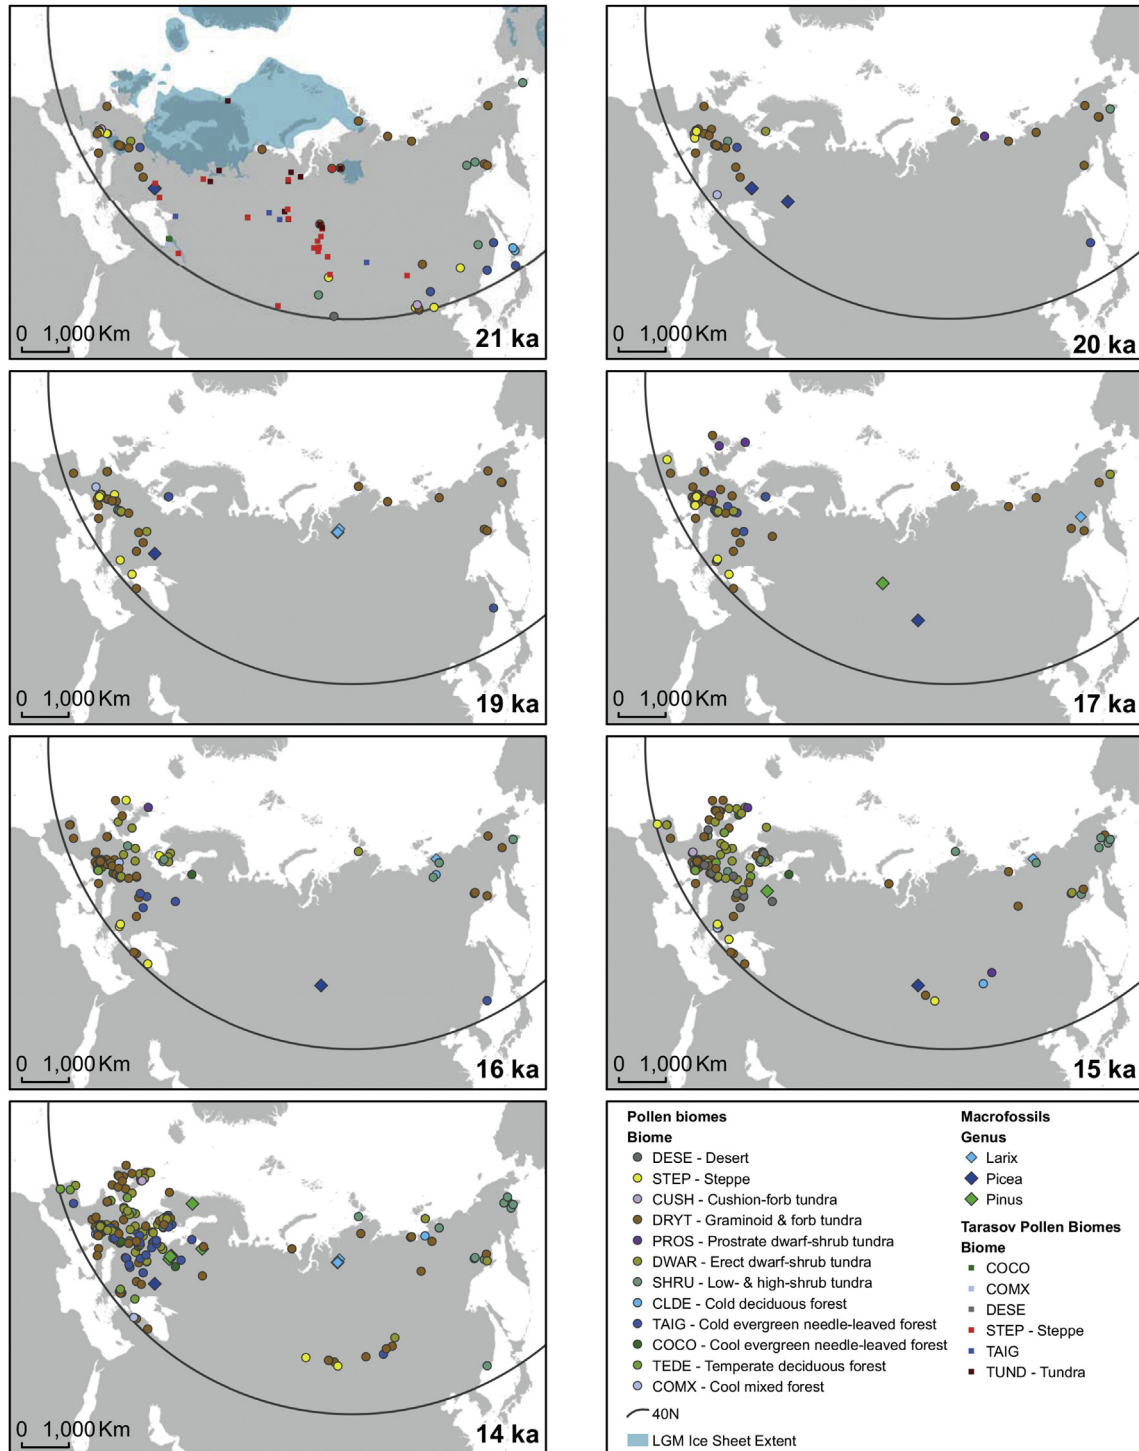 0 1,000 Km
21 ka
0 1,000 Km
20 ka
0 1,000 Km
19 ka
0 1,000 Km
17 ka
0 1,000 Km
16 ka
0 1,000 Km
15 ka
0 1,000 Km
14 ka
Pollen biomes
Biome
DESE - Desert
STEP - Steppe
CUSH - Cushion-forb tundra
DRYT - Graminoid & forb tundra
PROS - Prostrate dwarf-shrub tundra
DWAR - Erect dwarf-shrub tundra
SHRU - Low- & high-shrub tundra
CLDE - Cold deciduous forest
TAIG - Cold evergreen needle-leaved forest
COCO - Cool evergreen needle-leaved forest
TEDE - Temperate deciduous forest
COMX - Cool mixed forest
40N
LGM Ice Sheet Extent
Macrofossils
Genus
Larix
Picea
Pinus
Tarasov Pollen Biomes
Biome
COCO
COMX
DESE
STEP - Steppe
TAIG
TUND - Tundra